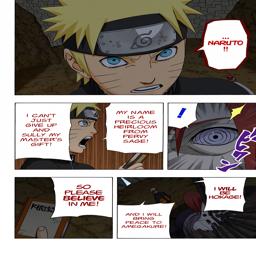 ...
NARUTO
!!
!
!
MY NAME
IS A
PRECIOUS
HEIRLOOM
FROM
PERVY
SAGE!
I CAN'T
JUST
GIVE UP
AND
SULLY MY
MASTER'S
GIFT!
I WILL
BE
HOKAGE!
AND I WILL
BRING
PEACE TO
AMEGAKURE!
SO
PLEASE
BELIEVE
IN ME!